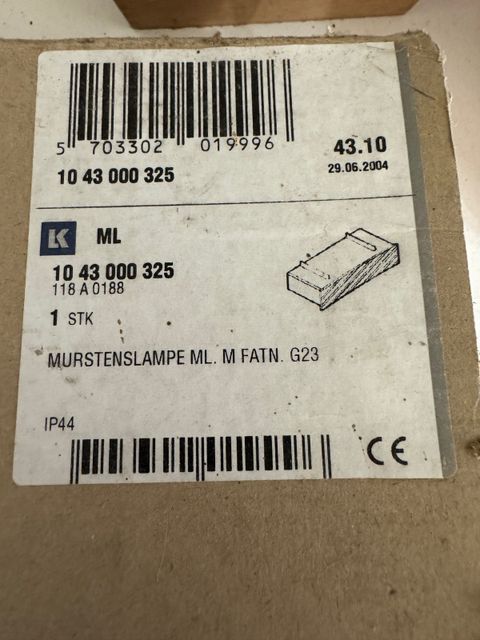 5 703302 019996
10 43 000 325
43.10
29.06.2004
LK ML
10 43 000 325
118 A 0188
1 STK
MURSTENSLAMPE ML. M FATN. G23
IP44
CE